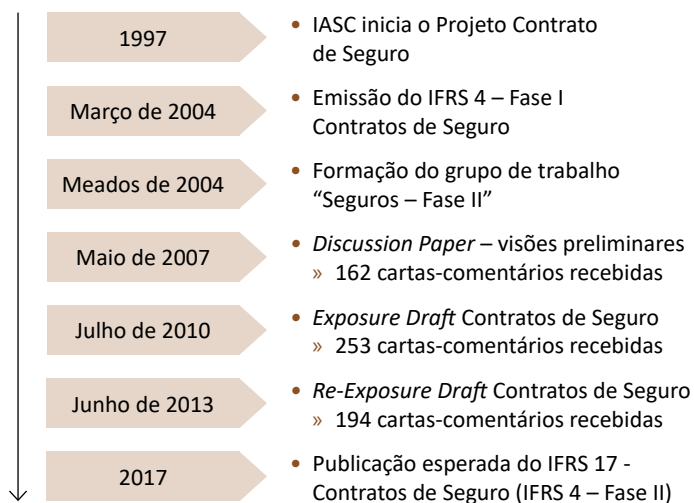 1997
• IASC inicia o Projeto Contrato
de Seguro
Março de 2004
• Emissão do IFRS 4 – Fase I
Contratos de Seguro
Meados de 2004
• Formação do grupo de trabalho
“Seguros – Fase II”
Maio de 2007
• Discussion Paper – visões preliminares
» 162 cartas-comentários recebidas
Julho de 2010
• Exposure Draft Contratos de Seguro
» 253 cartas-comentários recebidas
Junho de 2013
• Re-Exposure Draft Contratos de Seguro
» 194 cartas-comentários recebidas
2017
• Publicação esperada do IFRS 17 -
Contratos de Seguro (IFRS 4 – Fase II)